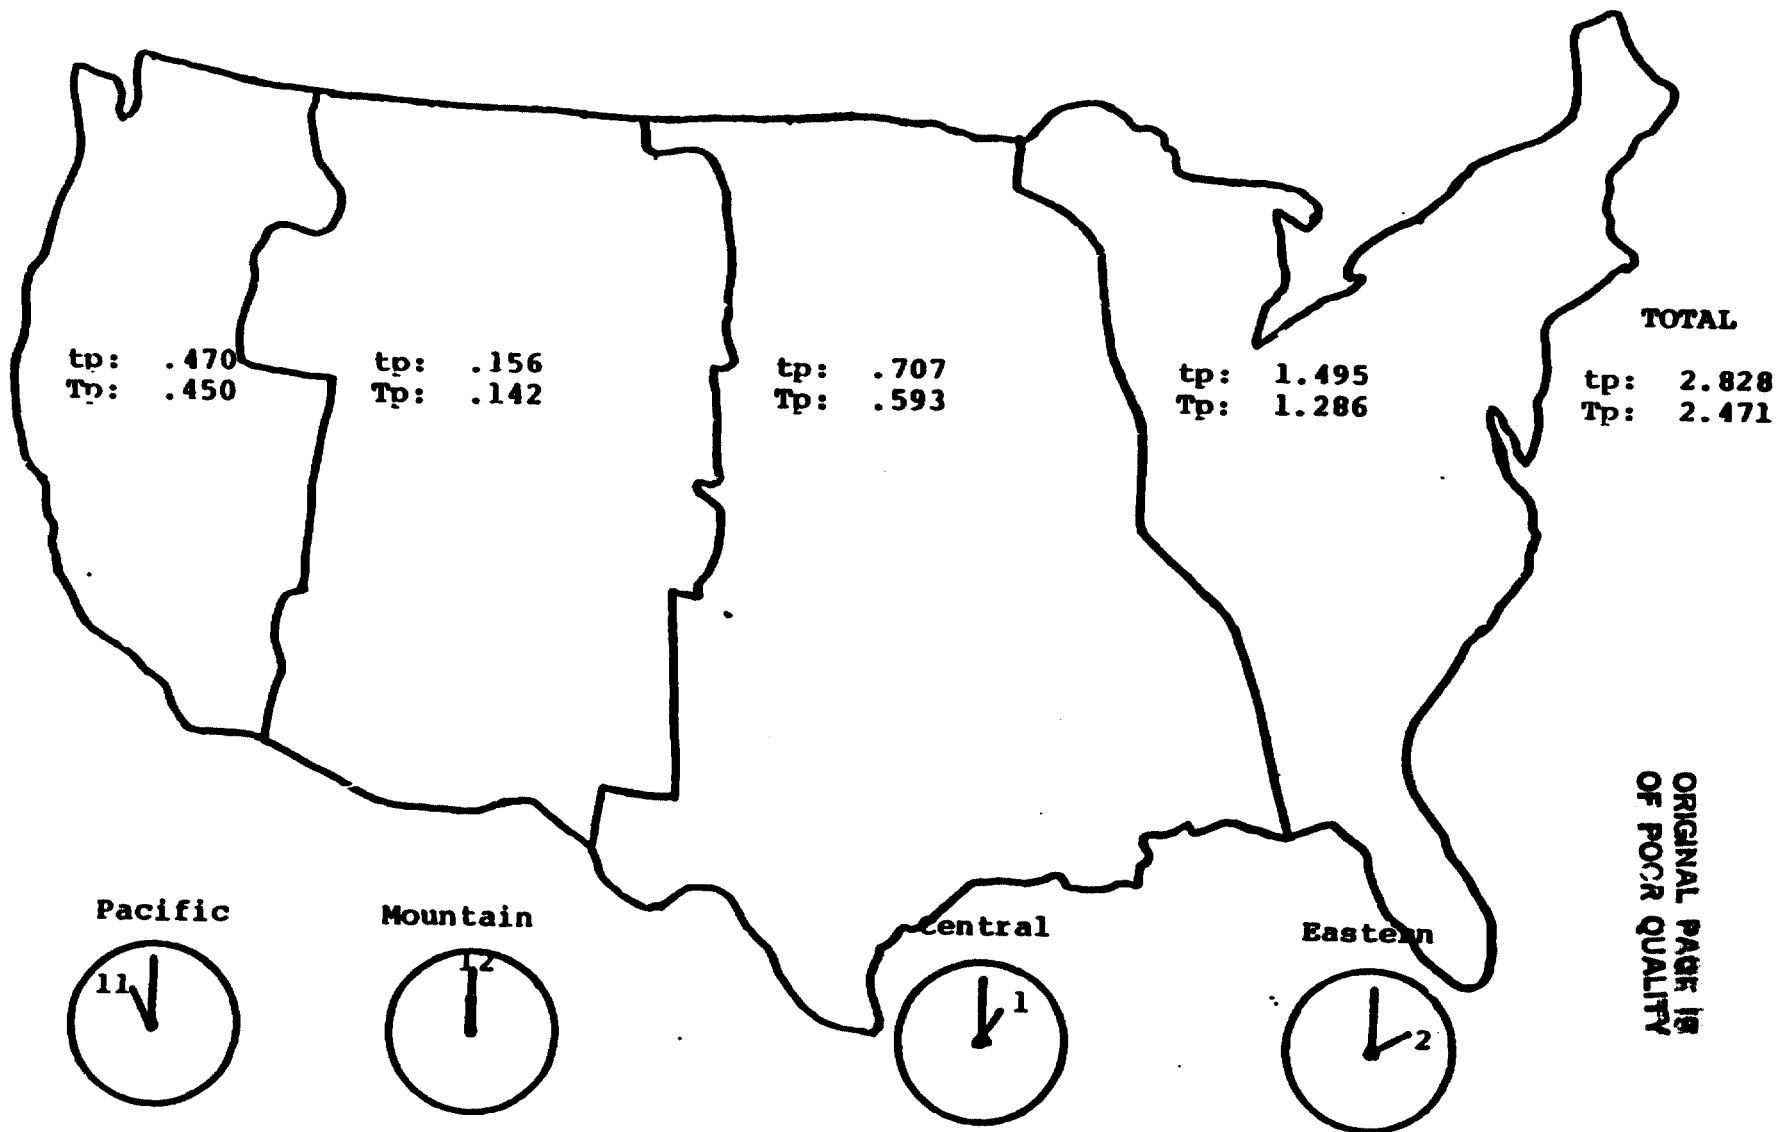 TOTAL
tp: .470
Tp: .450
tp: .156
Tp: .142
tp: .707
Tp: .593
tp: 1.495
Tp: 1.286
tp: 2.828
Tp: 2.471
Pacific
Mountain
Central
Eastern
11
12
1
2
ORIGINAL PAGE IS
OF POOR QUALITY